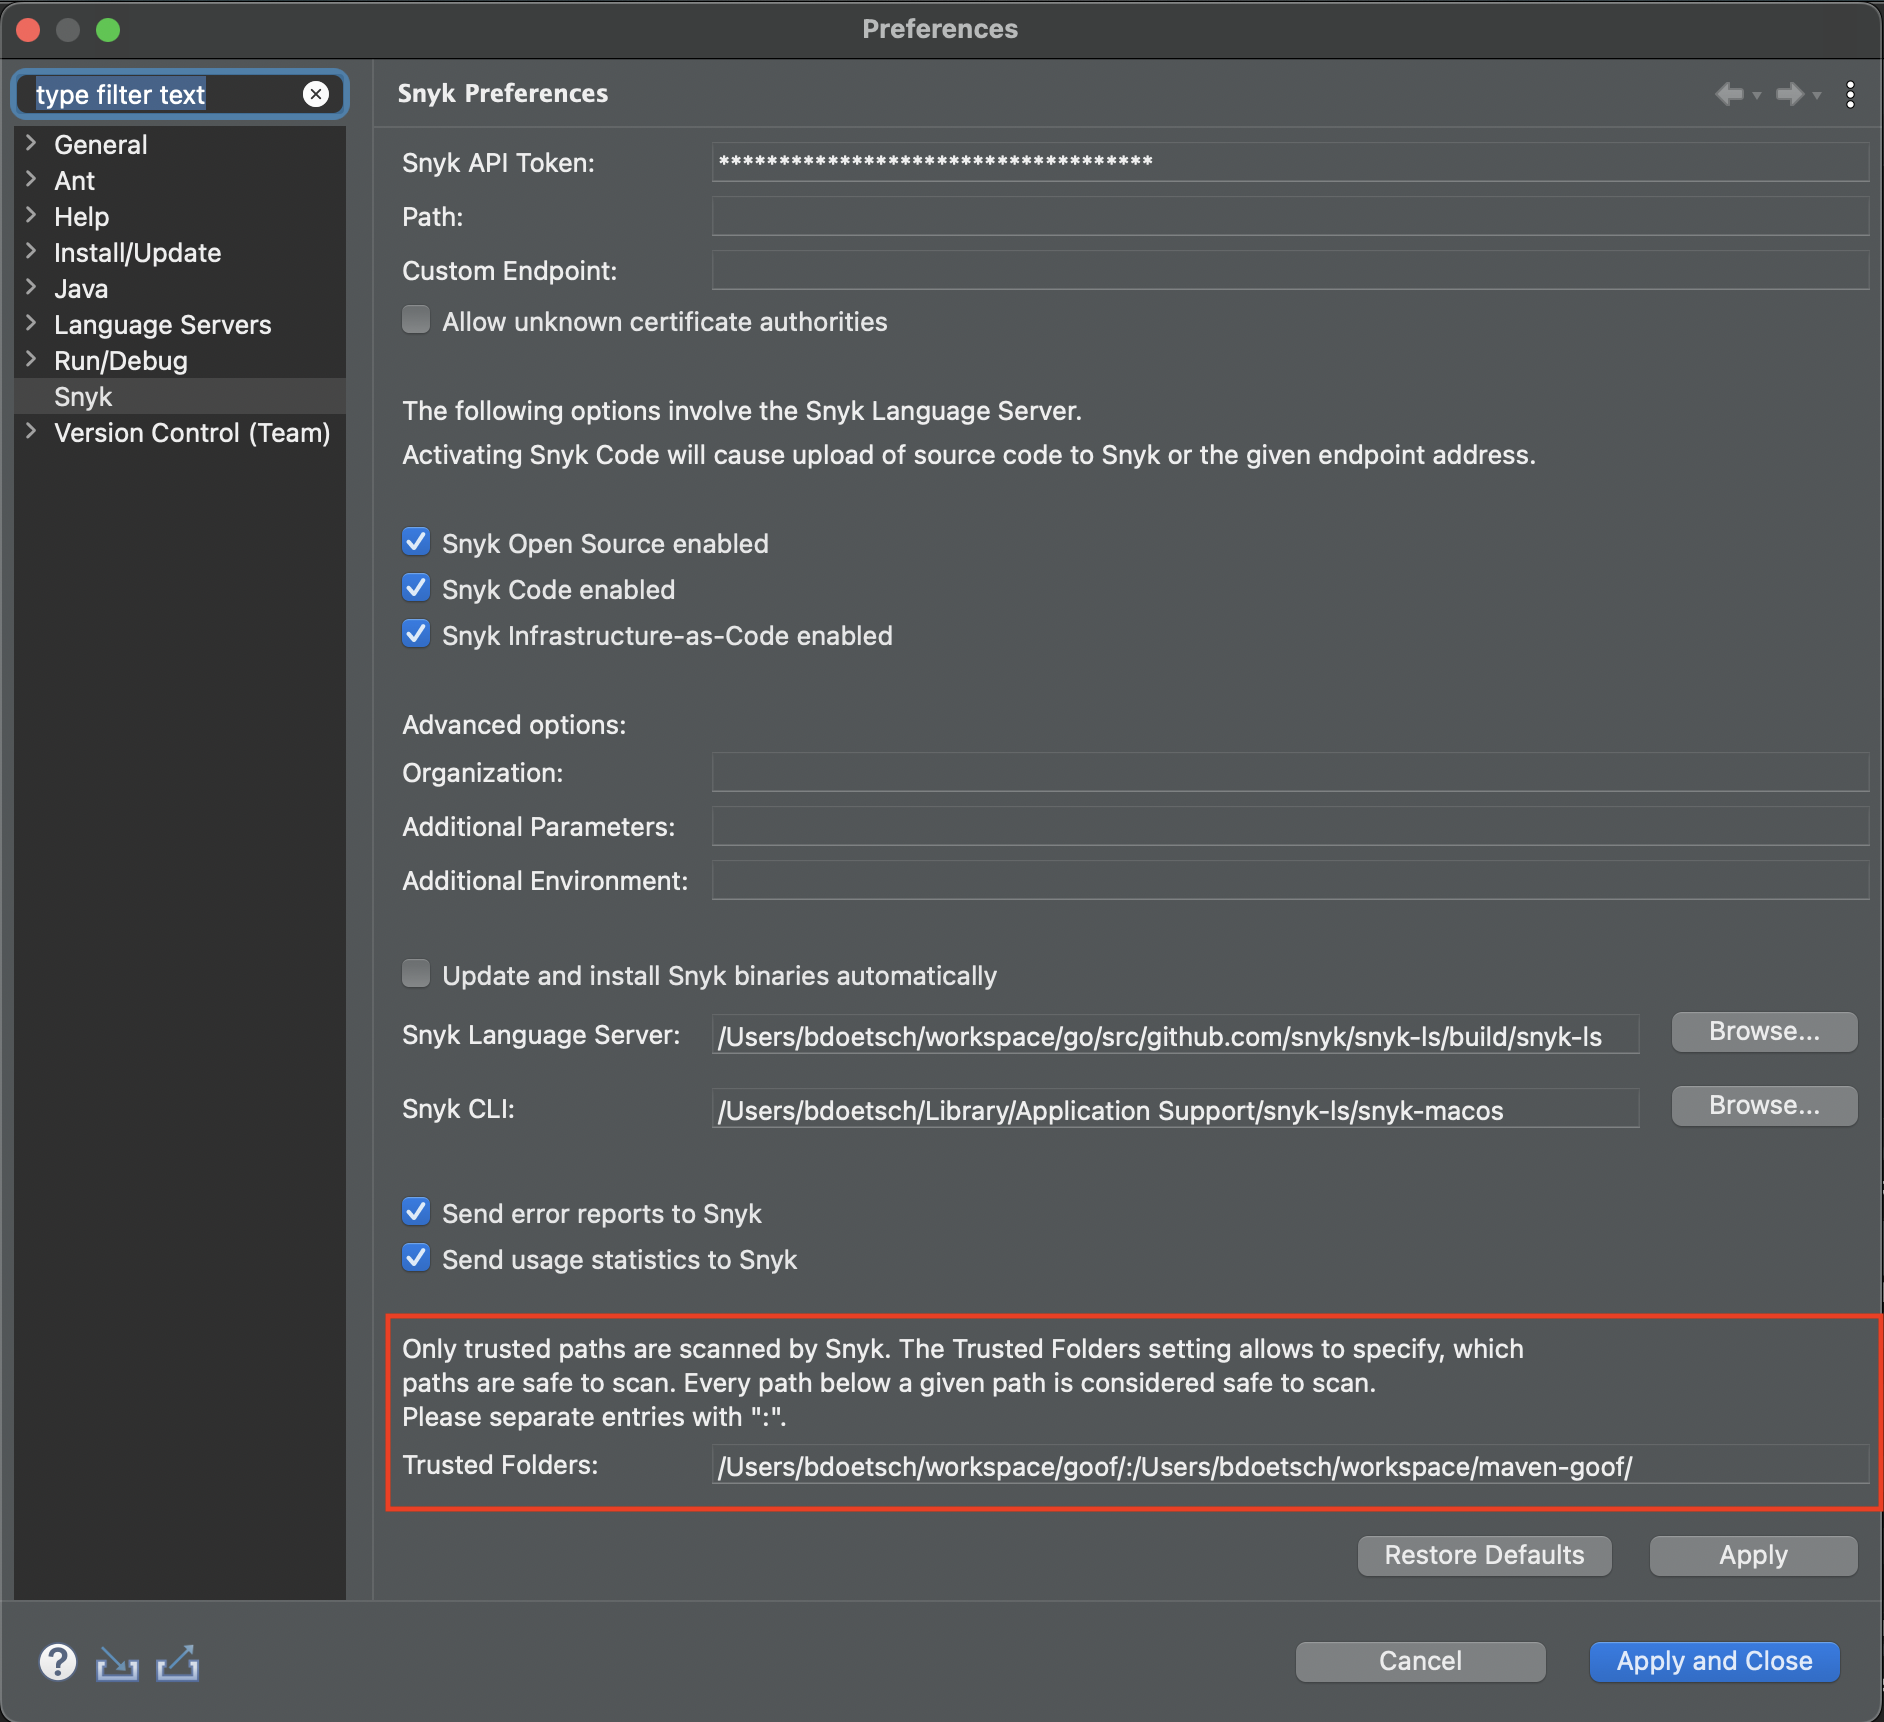 Preferences
type filter text
General
Ant
Help
Install/Update
Java
Language Servers
Run/Debug
Snyk
Version Control (Team)
Snyk Preferences
Snyk API Token: ************************************
Path:
Custom Endpoint:
Allow unknown certificate authorities
The following options involve the Snyk Language Server.
Activating Snyk Code will cause upload of source code to Snyk or the given endpoint address.
Snyk Open Source enabled
Snyk Code enabled
Snyk Infrastructure-as-Code enabled
Advanced options:
Organization:
Additional Parameters:
Additional Environment:
Update and install Snyk binaries automatically
Snyk Language Server: /Users/bdoetsch/workspace/go/src/github.com/snyk/snyk-ls/build/snyk-ls Browse...
Snyk CLI: /Users/bdoetsch/Library/Application Support/snyk-ls/snyk-macos Browse...
Send error reports to Snyk
Send usage statistics to Snyk
Only trusted paths are scanned by Snyk. The Trusted Folders setting allows to specify, which
paths are safe to scan. Every path below a given path is considered safe to scan.
Please separate entries with ":".
Trusted Folders: /Users/bdoetsch/workspace/goof/:/Users/bdoetsch/workspace/maven-goof/
Restore Defaults Apply
Cancel Apply and Close